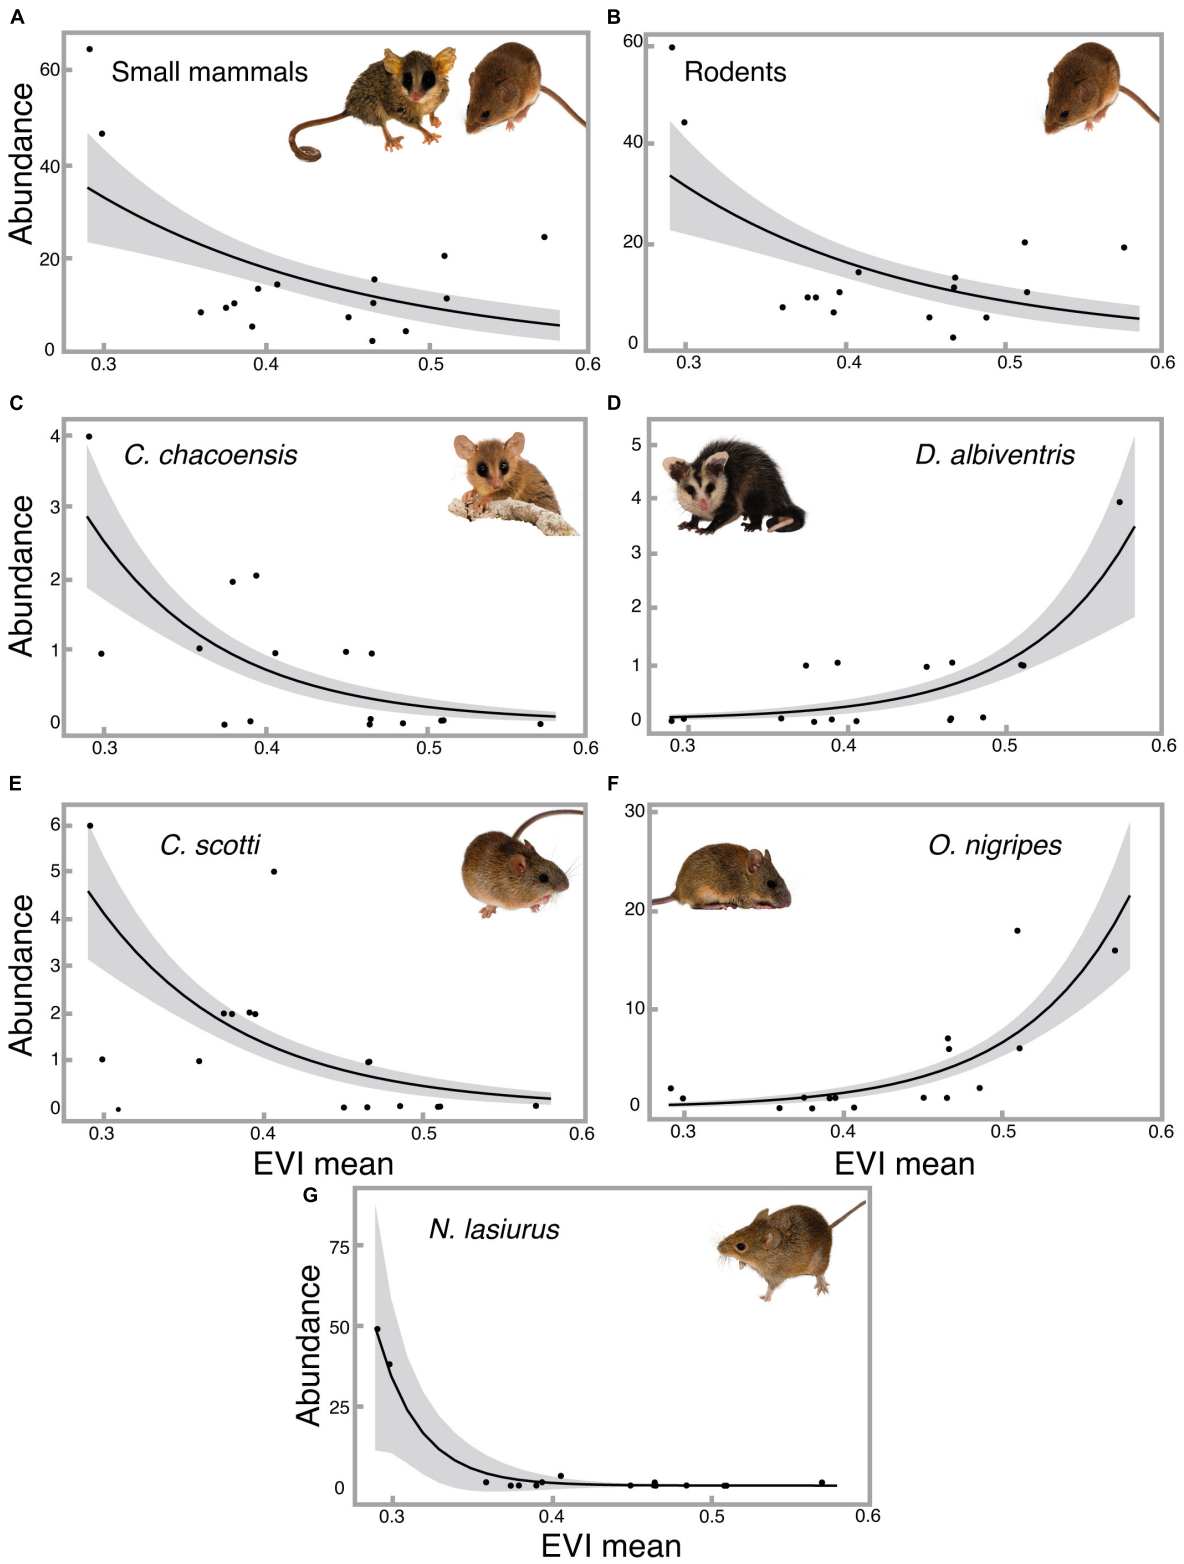 A
Small mammals
Abundance
60
40
20
0
0.3 0.4 0.5 0.6
B
Rodents
60
40
20
0
0.3 0.4 0.5 0.6
C
C. chacoensis
Abundance
4
3
2
1
0
0.3 0.4 0.5 0.6
D
D. albiventris
5
4
3
2
1
0
0.3 0.4 0.5 0.6
E
C. scotti
Abundance
6
5
4
3
2
1
0
0.3 0.4 0.5 0.6
EVI mean
F
O. nigripes
30
20
10
0
0.3 0.4 0.5 0.6
EVI mean
G
N. lasiurus
Abundance
75
50
25
0
0.3 0.4 0.5 0.6
EVI mean